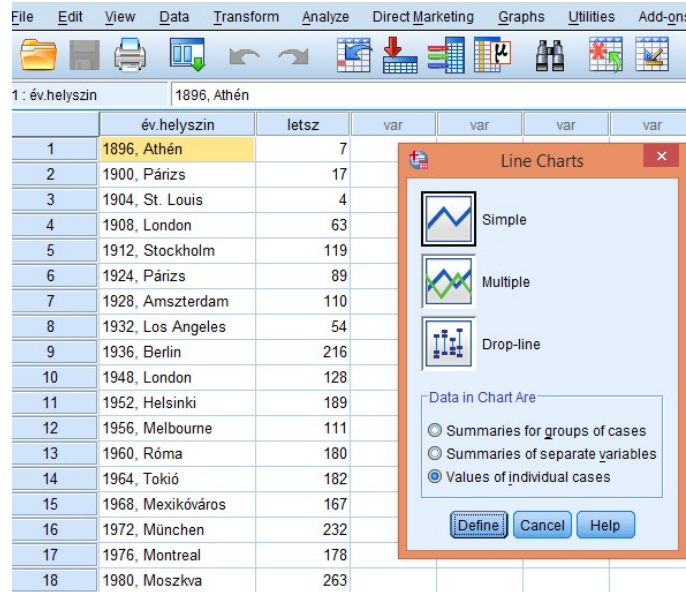 File Edit View Data Transform Analyze Direct Marketing Graphs Utilities Add-ons
1 : év.helyszin 1896, Athén
év.helyszin letsz var var var var
1 1896, Athén 7
2 1900, Párizs 17
3 1904, St. Louis 4
4 1908, London 63
5 1912, Stockholm 119
6 1924, Párizs 89
7 1928, Amszterdam 110
8 1932, Los Angeles 54
9 1936, Berlin 216
10 1948, London 128
11 1952, Helsinki 189
12 1956, Melbourne 111
13 1960, Róma 180
14 1964, Tokió 182
15 1968, Mexikóváros 167
16 1972, München 232
17 1976, Montreal 178
18 1980, Moszkva 263
Line Charts
Simple
Multiple
Drop-line
Data in Chart Are
Summaries for groups of cases
Summaries of separate variables
Values of individual cases
Define Cancel Help